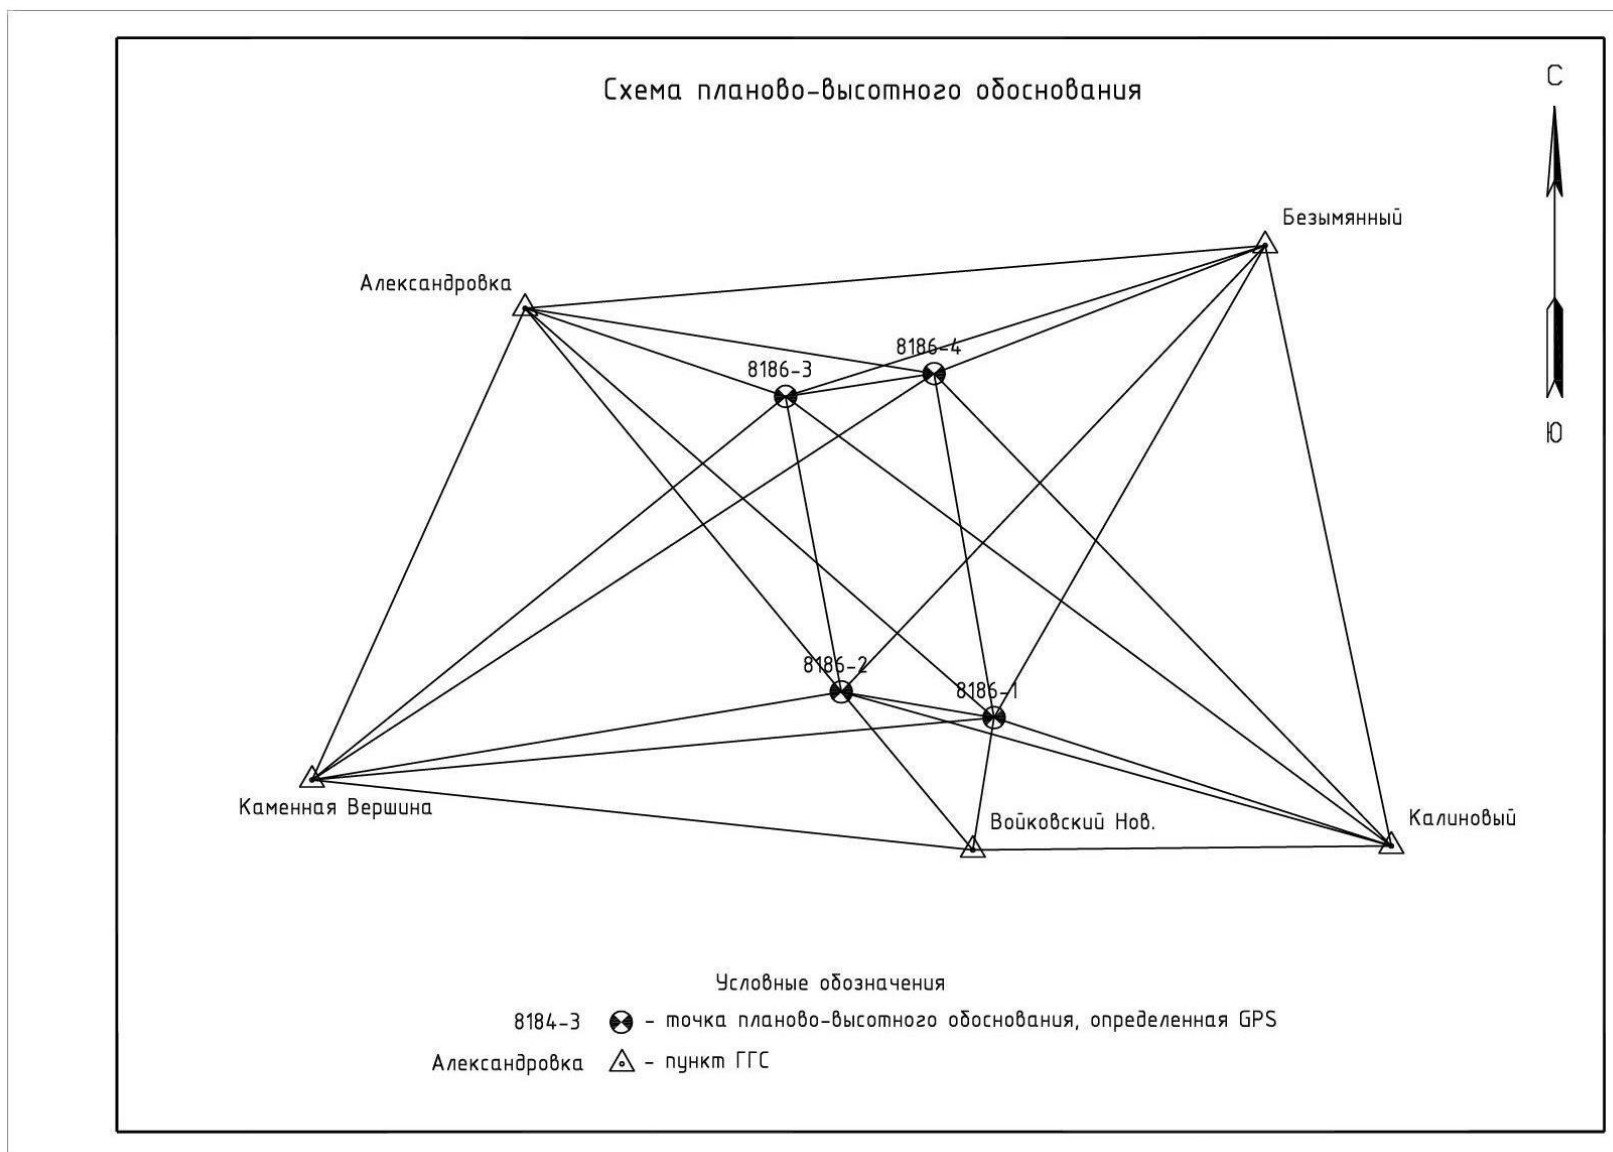 Схема планово-высотного обоснования
С
Безымянный
Александровка
8186-4
8186-3
Ю
8186-2
8186-1
Каменная Вершина
Войковский Нов.
Калиновый
Условные обозначения
8184-3 - точка планово-высотного обоснования, определенная GPS
Александровка - пункт ГГС